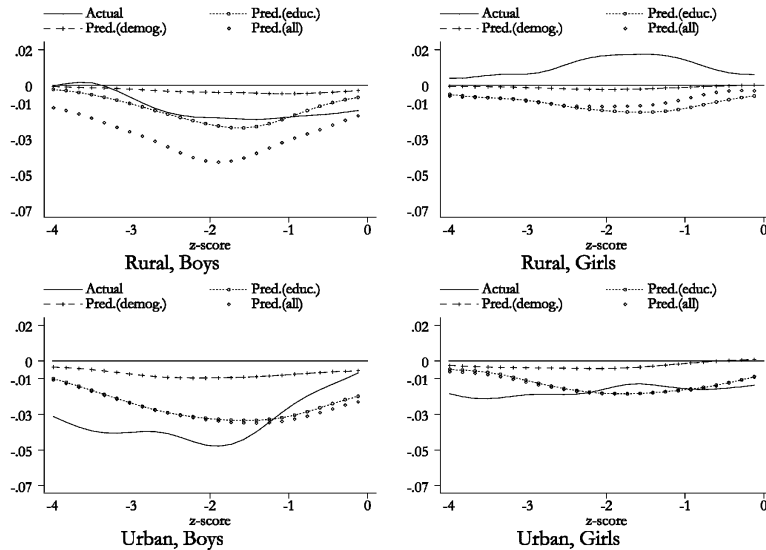 Actual Pred.(educ.)
Pred.(demog.) Pred.(all)
.02
0
-.01
-.03
-.05
-.07
-4 -3 -2 -1 0
z-score
Rural, Boys
Actual Pred.(educ.)
Pred.(demog.) Pred.(all)
.02
0
-.01
-.03
-.05
-.07
-4 -3 -2 -1 0
z-score
Rural, Girls
Actual Pred.(educ.)
Pred.(demog.) Pred.(all)
.02
0
-.01
-.03
-.05
-.07
-4 -3 -2 -1 0
z-score
Urban, Boys
Actual Pred.(educ.)
Pred.(demog.) Pred.(all)
.02
0
-.01
-.03
-.05
-.07
-4 -3 -2 -1 0
z-score
Urban, Girls